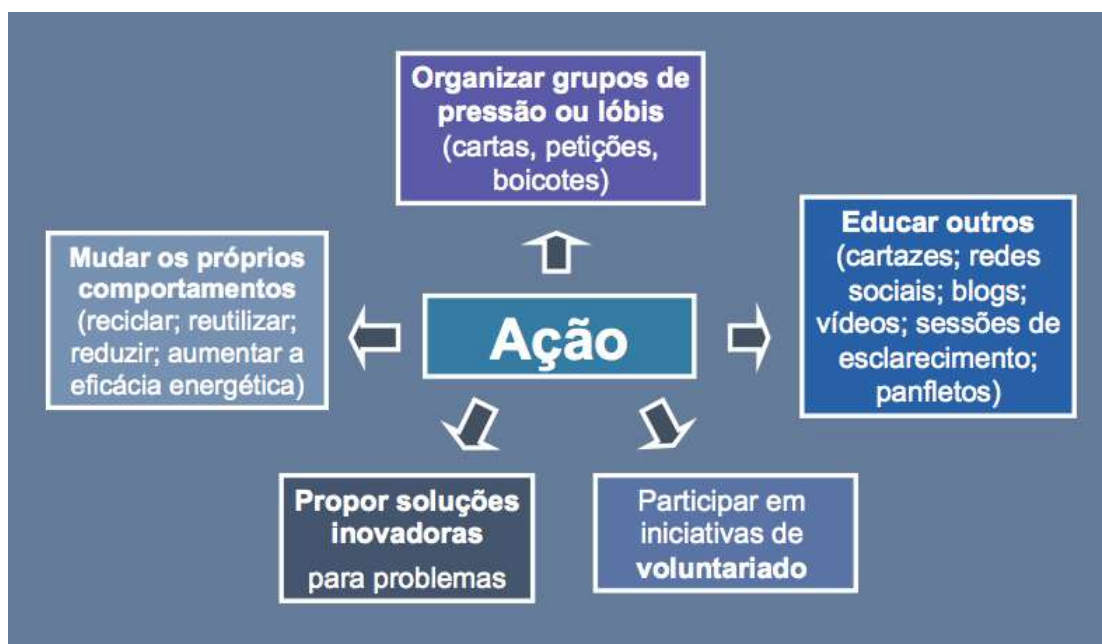 Organizar grupos de
pressão ou lóbis
(cartas, petições,
boicotes)
Mudar os próprios
comportamentos
(reciclar; reutilizar;
reduzir; aumentar a
eficácia energética)
Ação
Educar outros
(cartazes; redes
sociais; blogs;
vídeos; sessões de
esclarecimento;
panfletos)
Propor soluções
inovadoras
para problemas
Participar em
iniciativas de
voluntariado